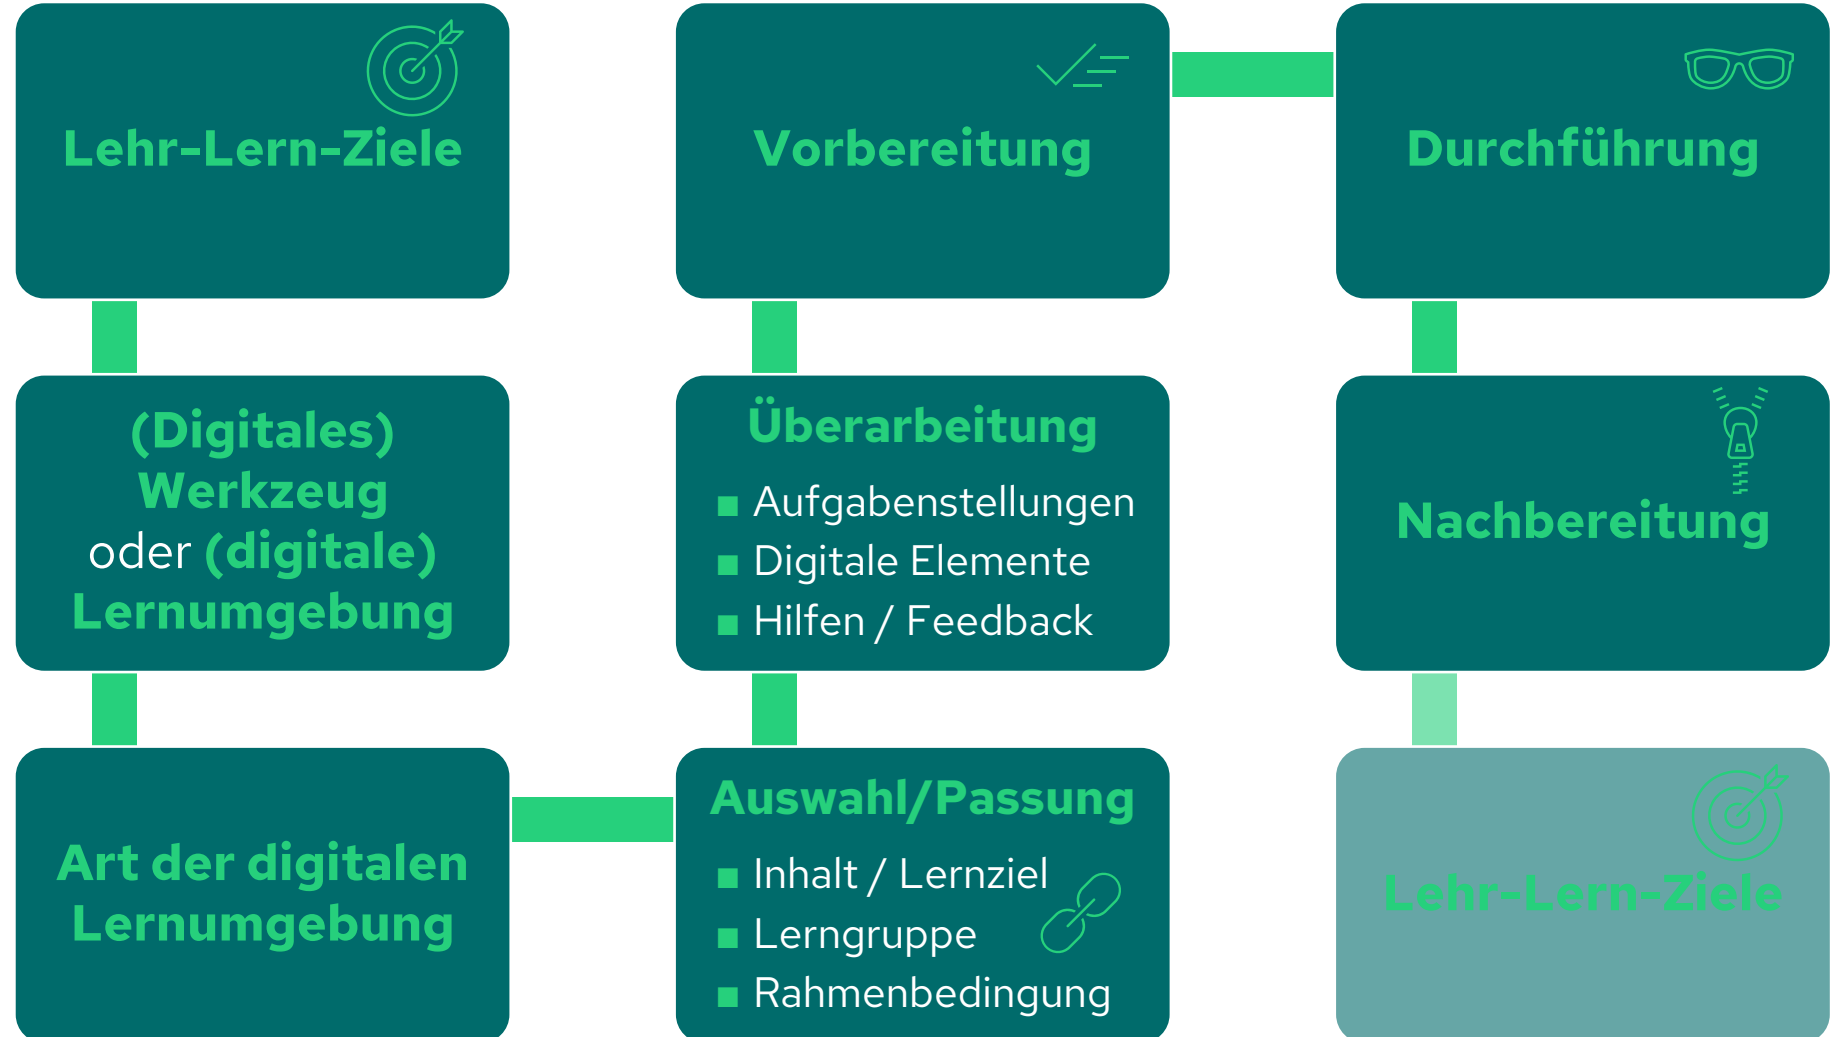 Lehr-Lern-Ziele
(Digitales)
Werkzeug
oder (digitale)
Lernumgebung
Art der digitalen
Lernumgebung
Auswahl/Passung
■ Inhalt / Lernziel
■ Lerngruppe
■ Rahmenbedingung
Überarbeitung
■ Aufgabenstellungen
■ Digitale Elemente
■ Hilfen / Feedback
Vorbereitung
Durchführung
Nachbereitung
Lehr-Lern-Ziele